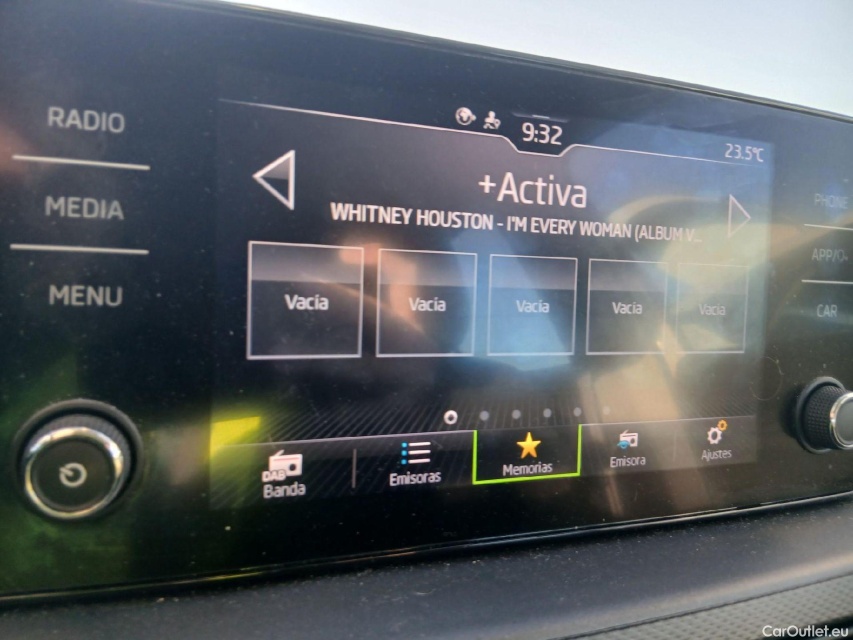 RADIO
MEDIA
MENU
9:32
23.5°C
+Activa
WHITNEY HOUSTON - I'M EVERY WOMAN (ALBUM V...
Vacía
Vacía
Vacía
Vacía
Vacía
DAB
Banda
Emisoras
Memorias
Emisora
Ajustes
PHONE
APP/
CAR
CarOutlet.eu